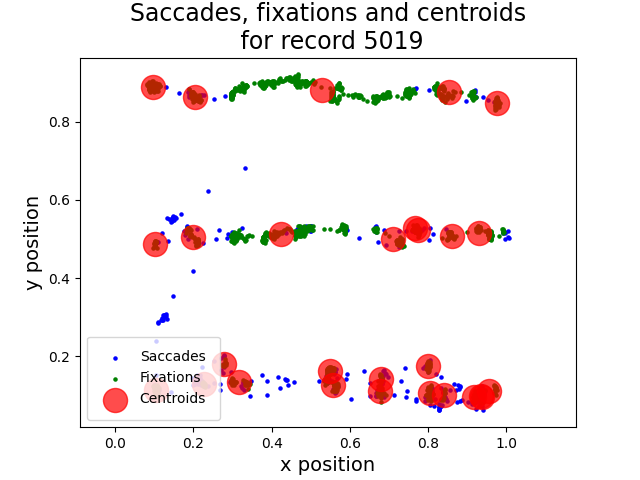 Saccades, fixations and centroids
for record 5019
y position
0.8
0.6
0.4
0.2
Saccades
Fixations
Centroids
0.0 0.2 0.4 0.6 0.8 1.0
x position